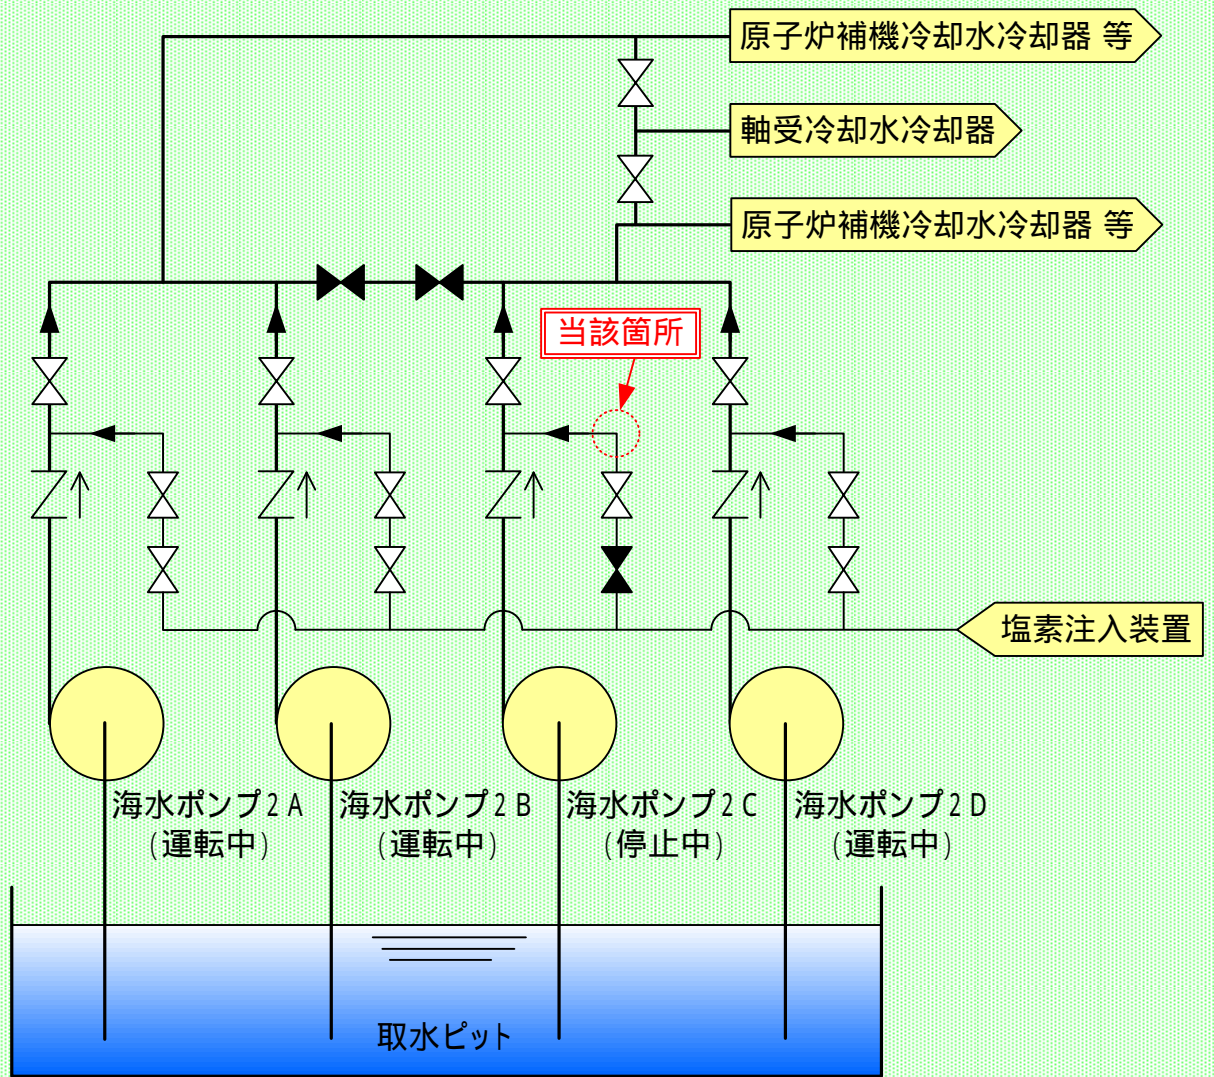 原子炉補機冷却水冷却器 等
軸受冷却水冷却器
原子炉補機冷却水冷却器 等
当該箇所
塩素注入装置
海水ポンプ2A
(運転中)
海水ポンプ2B
(運転中)
海水ポンプ2C
(停止中)
海水ポンプ2D
(運転中)
取水ピット